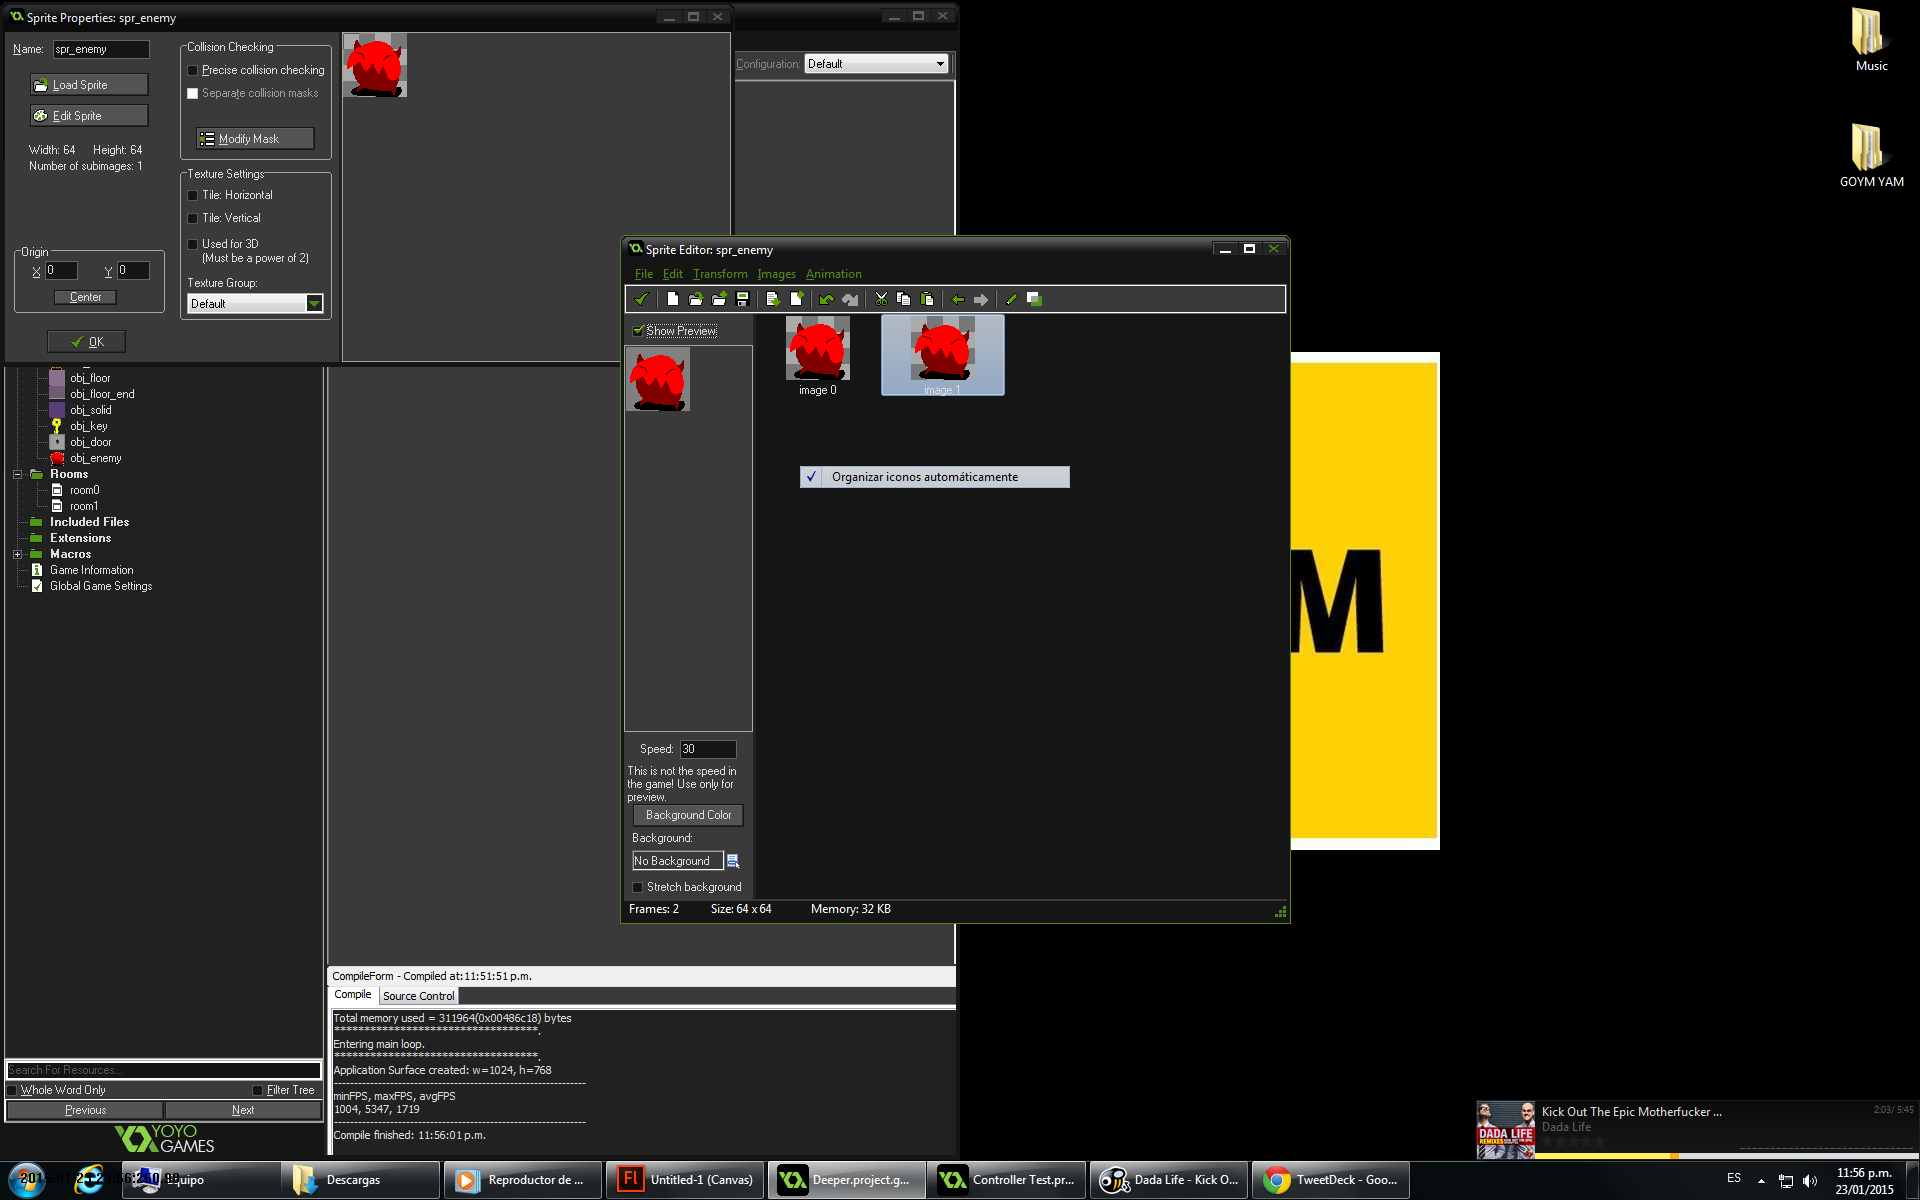 Sprite Properties: spr_enemy
Name: spr_enemy
Load Sprite
Edit Sprite
Width: 64 Height: 64
Number of subimages: 1
Origin
X 0 Y 0
Center
OK
Collision Checking
Precise collision checking
Separate collision masks
Modify Mask
Texture Settings
Tile: Horizontal
Tile: Vertical
Used for 3D
(Must be a power of 2)
Texture Group:
Default
Configuration: Default
Music
GOYM YAM
obj_floor
obj_floor_end
obj_solid
obj_key
obj_door
obj_enemy
Rooms
room0
room1
Included Files
Extensions
Macros
Game Information
Global Game Settings
Search For Resources...
Whole Word Only Filter Tree
Previous Next
YOYO
GAMES
Sprite Editor: spr_enemy
File Edit Transform Images Animation
Show Preview
image 0 image 1
Organizar iconos automáticamente
Speed: 30
This is not the speed in
the game! Use only for
preview.
Background Color
Background:
No Background
Stretch background
Frames: 2 Size: 64 x 64 Memory: 32 KB
M
CompileForm - Compiled at: 11:51:51 p.m.
Compile Source Control
Total memory used = 311964(0x00486c18) bytes
**********************************.
Entering main loop.
**********************************.
Application Surface created: w=1024, h=768
---------------------------------------------------------------
minFPS, maxFPS, avgFPS
1004, 5347, 1719
---------------------------------------------------------------
Compile finished: 11:56:01 p.m.
DADA LIFE
Kick Out The Epic Motherfucker ...
Dada Life
2:03/ 5:45
Descargas
Reproductor de ...
Fl
Untitled-1 (Canvas)
Deeper.project.g...
Controller Test.pr...
Dada Life - Kick O...
TweetDeck - Goo...
ES
11:56 p.m.
23/01/2015